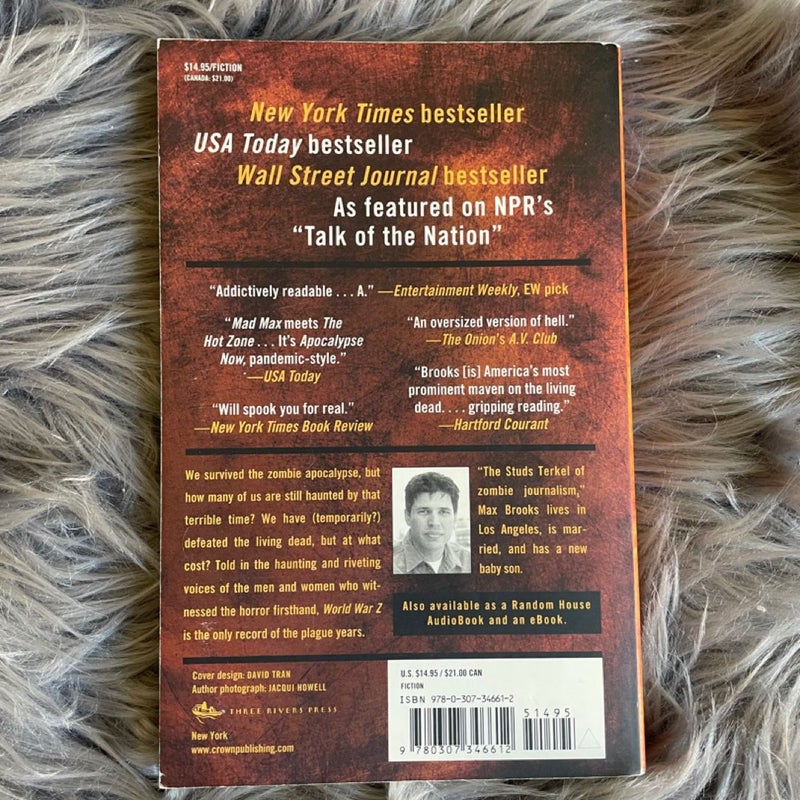 $14.95/FICTION
(CANADA: $21.00)
New York Times bestseller
USA Today bestseller
Wall Street Journal bestseller
As featured on NPR's
"Talk of the Nation"
"Addictively readable . . . A." —Entertainment Weekly, EW pick
"Mad Max meets The
Hot Zone . . . It's Apocalypse
Now, pandemic-style."
—USA Today
"Will spook you for real."
—New York Times Book Review
"An oversized version of hell."
—The Onion's A.V. Club
"Brooks [is] America's most
prominent maven on the living
dead. . . . gripping reading."
—Hartford Courant
We survived the zombie apocalypse, but
how many of us are still haunted by that
terrible time? We have (temporarily?)
defeated the living dead, but at what
cost? Told in the haunting and riveting
voices of the men and women who wit-
nessed the horror firsthand, World War Z
is the only record of the plague years.
"The Studs Terkel of
zombie journalism,"
Max Brooks lives in
Los Angeles, is mar-
ried, and has a new
baby son.
Also available as a Random House
AudioBook and an eBook.
Cover design: DAVID TRAN
Author photograph: JACQUI HOWELL
THREE RIVERS PRESS
New York
www.crownpublishing.com
U.S. $14.95 / $21.00 CAN
FICTION
ISBN 978-0-307-34661-2
51495
9 780307 346612